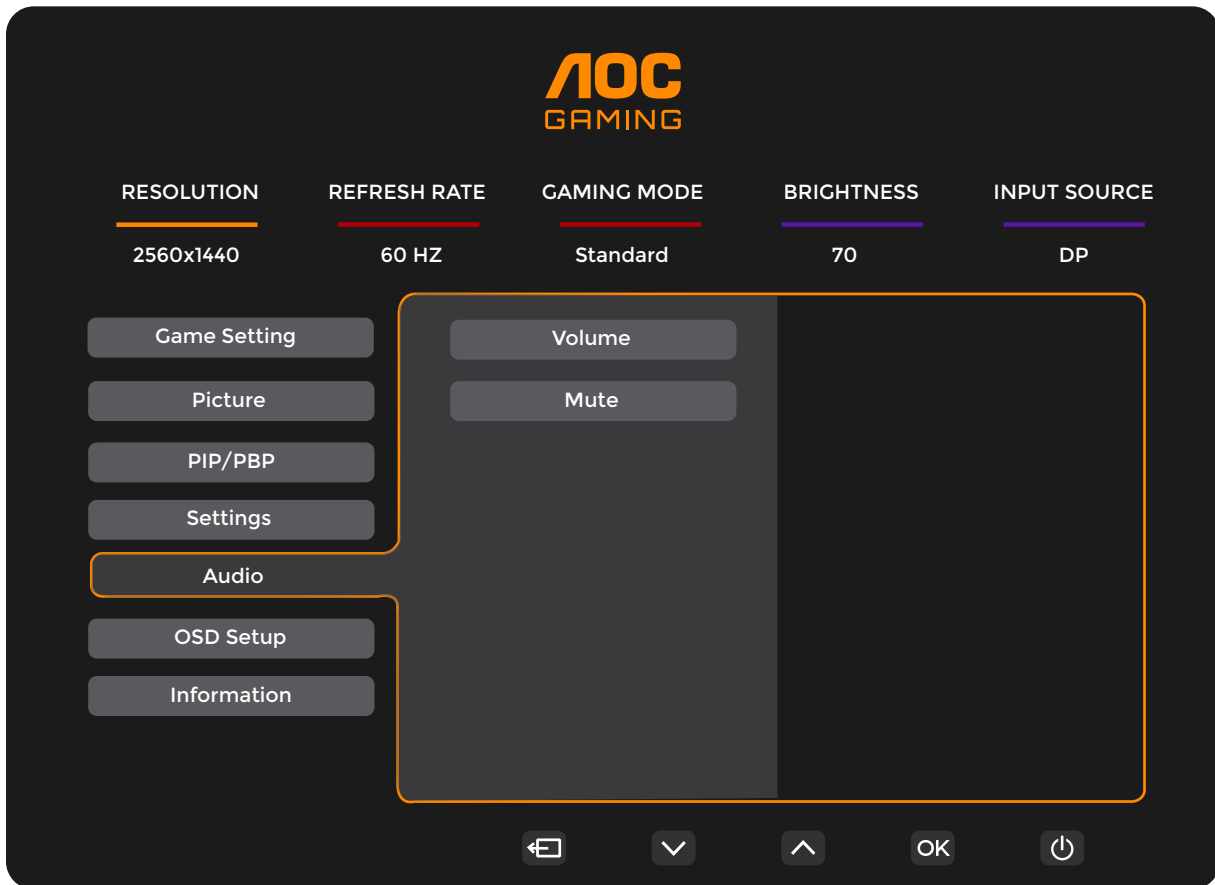 AOC
GAMING
RESOLUTION REFRESH RATE GAMING MODE BRIGHTNESS INPUT SOURCE
2560x1440 60 HZ Standard 70 DP
Game Setting Volume
Picture Mute
PIP/PBP
Settings
Audio
OSD Setup
Information
OK